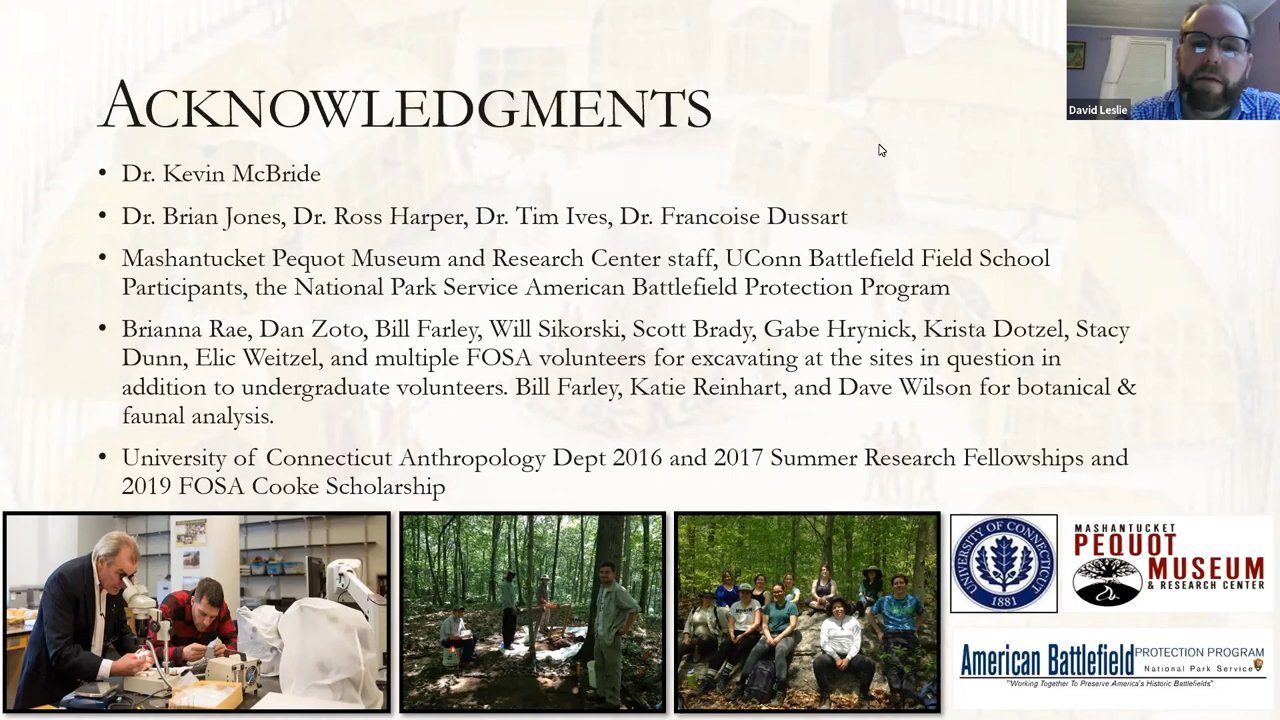 David Leslie
ACKNOWLEDGMENTS
• Dr. Kevin McBride
• Dr. Brian Jones, Dr. Ross Harper, Dr. Tim Ives, Dr. Francoise Dussart
• Mashantucket Pequot Museum and Research Center staff, UConn Battlefield Field School
Participants, the National Park Service American Battlefield Protection Program
• Brianna Rae, Dan Zoto, Bill Farley, Will Sikorski, Scott Brady, Gabe Hrynick, Krista Dotzel, Stacy
Dunn, Elic Weitzel, and multiple FOSA volunteers for excavating at the sites in question in
addition to undergraduate volunteers. Bill Farley, Katie Reinhart, and Dave Wilson for botanical &
faunal analysis.
• University of Connecticut Anthropology Dept 2016 and 2017 Summer Research Fellowships and
2019 FOSA Cooke Scholarship
UNIVERSITY OF CONNECTICUT
1881
MASHANTUCKET
PEQUOT
MUSEUM
& RESEARCH CENTER
American Battlefield PROTECTION PROGRAM
National Park Service
"Working Together To Preserve America's Historic Battlefields"